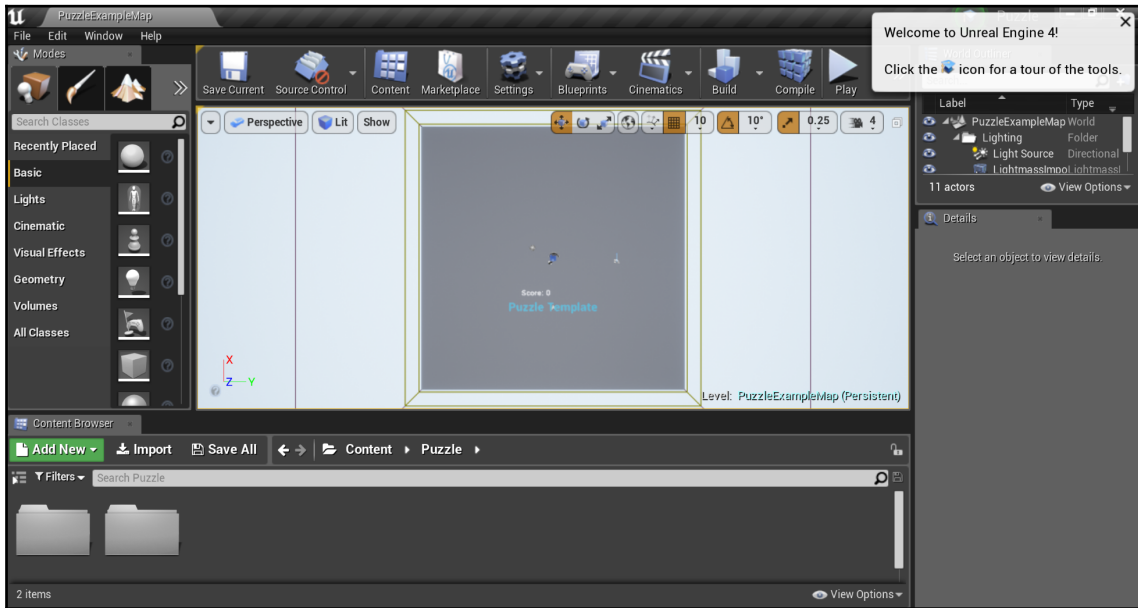 PuzzleExampleMap
Puzzle
File Edit Window Help
Welcome to Unreal Engine 4!
Click the icon for a tour of the tools.
Modes
Save Current Source Control Content Marketplace Settings Blueprints Cinematics Build Compile Play
Search Classes
Recently Placed
Basic
Lights
Cinematic
Visual Effects
Geometry
Volumes
All Classes
Perspective Lit Show 10 10° 0.25 4
Score: 0
Puzzle Template
X
Z Y
Level: PuzzleExampleMap (Persistent)
World Outliner
Label Type
PuzzleExampleMap World
Lighting Folder
Light Source Directional
LightmassImpo Lightmassl
11 actors View Options
Details
Select an object to view details.
Content Browser
Add New Import Save All Content Puzzle
Filters Search Puzzle
2 items View Options